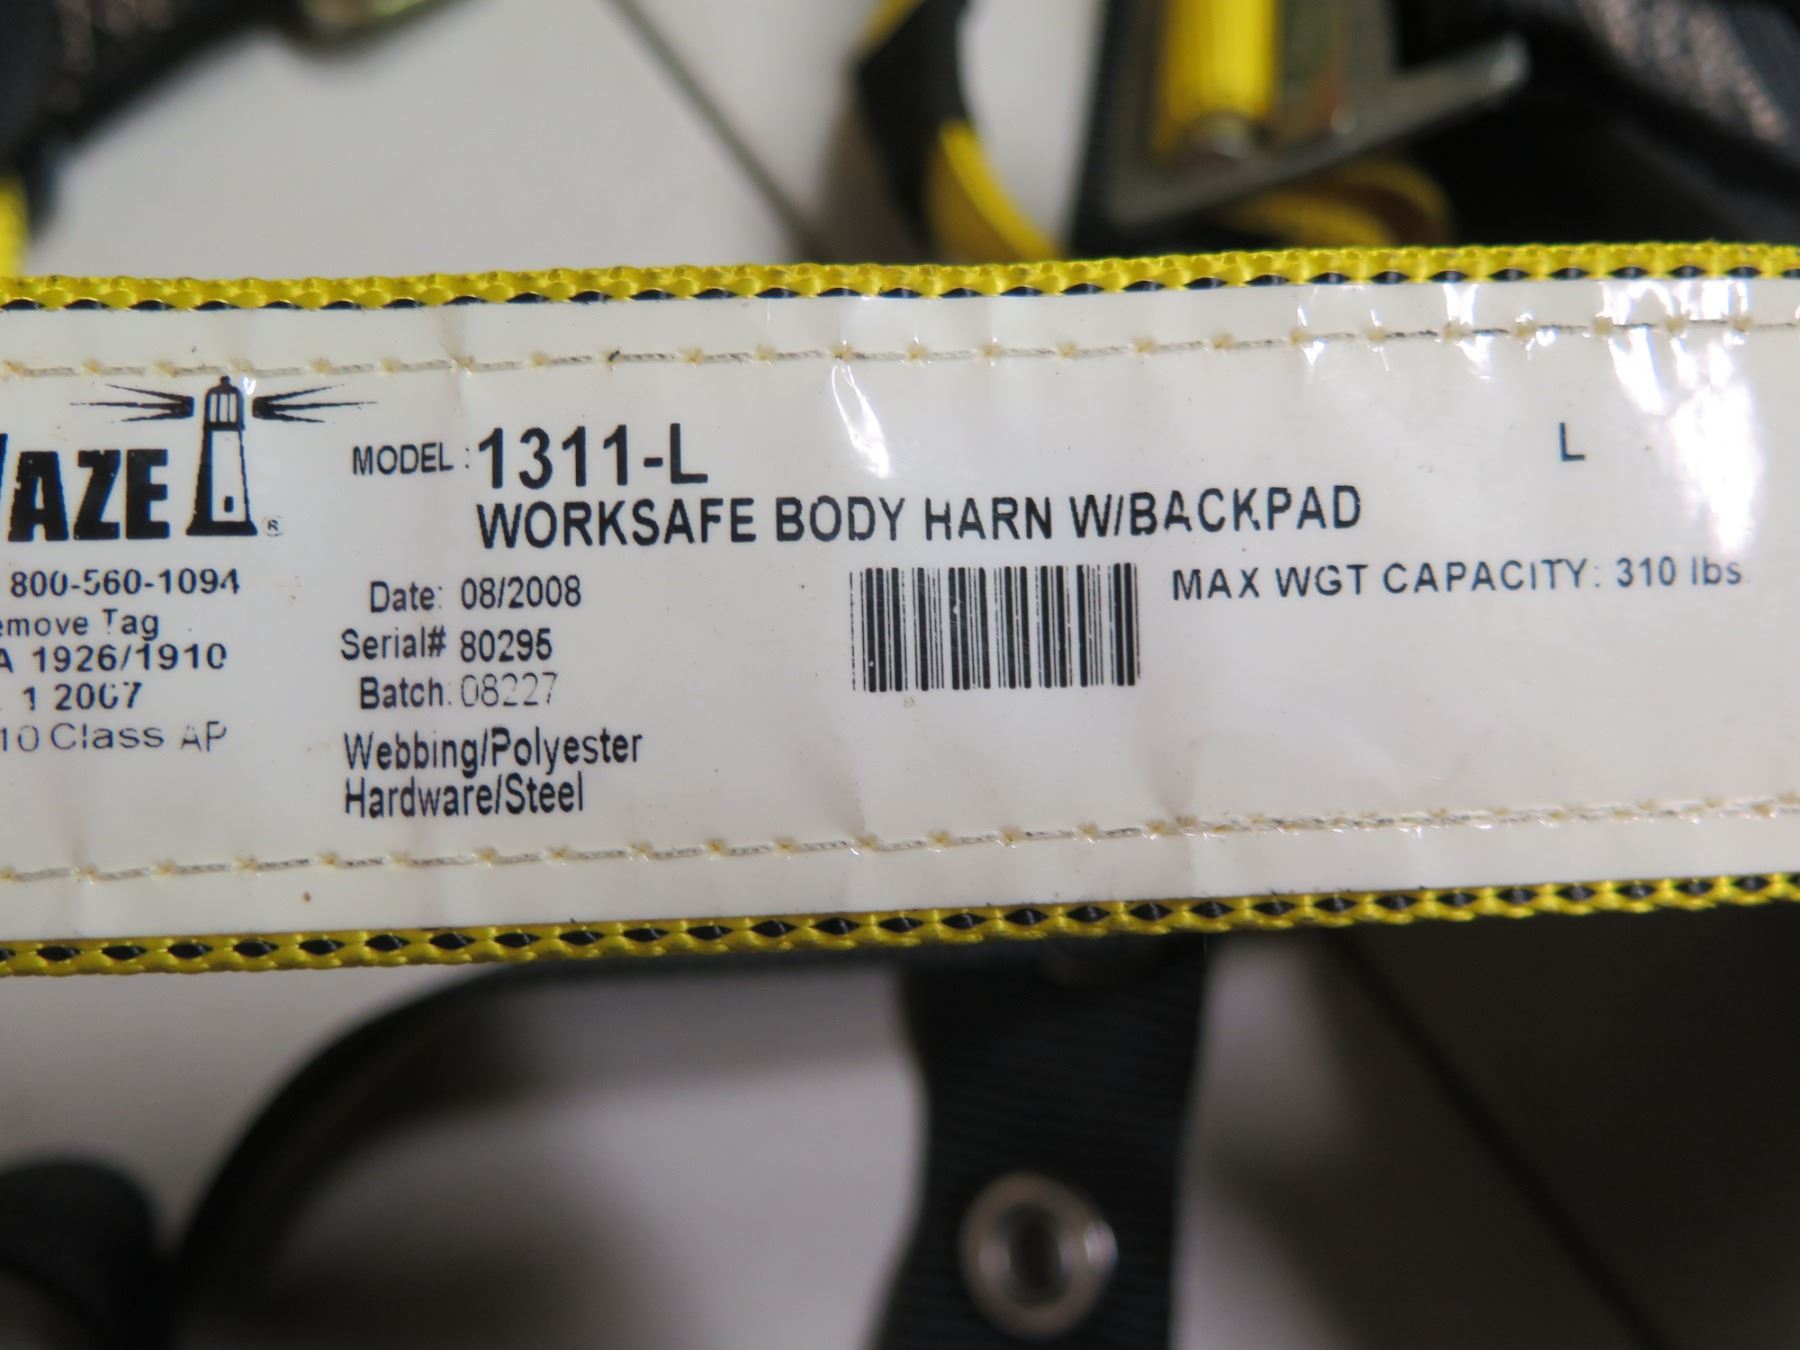 AZE ®
MODEL: 1311-L
L
WORKSAFE BODY HARN W/BACKPAD
800-560-1094
Date: 08/2008
MAX WGT CAPACITY: 310 lbs
emove Tag
Serial# 80295
A 1926/1910
Batch: 08227
1 2007
10 Class AP
Webbing/Polyester
Hardware/Steel